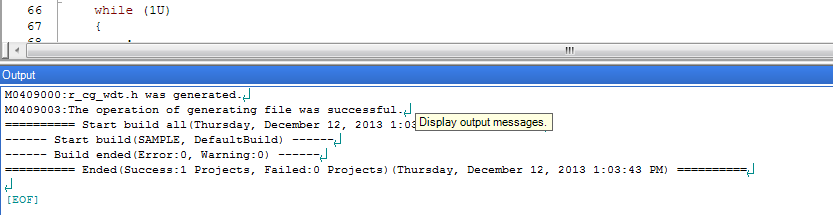 66 while (1U)
67 {
68
Output
M0409000:r_cg_wdt.h was generated.
M0409003:The operation of generating file was successful.
========== Start build all(Thursday, December 12, 2013 1:03
Display output messages.
------ Start build(SAMPLE, DefaultBuild) ------
------ Build ended(Error:0, Warning:0) ------
========== Ended(Success:1 Projects, Failed:0 Projects)(Thursday, December 12, 2013 1:03:43 PM) ==========
[EOF]